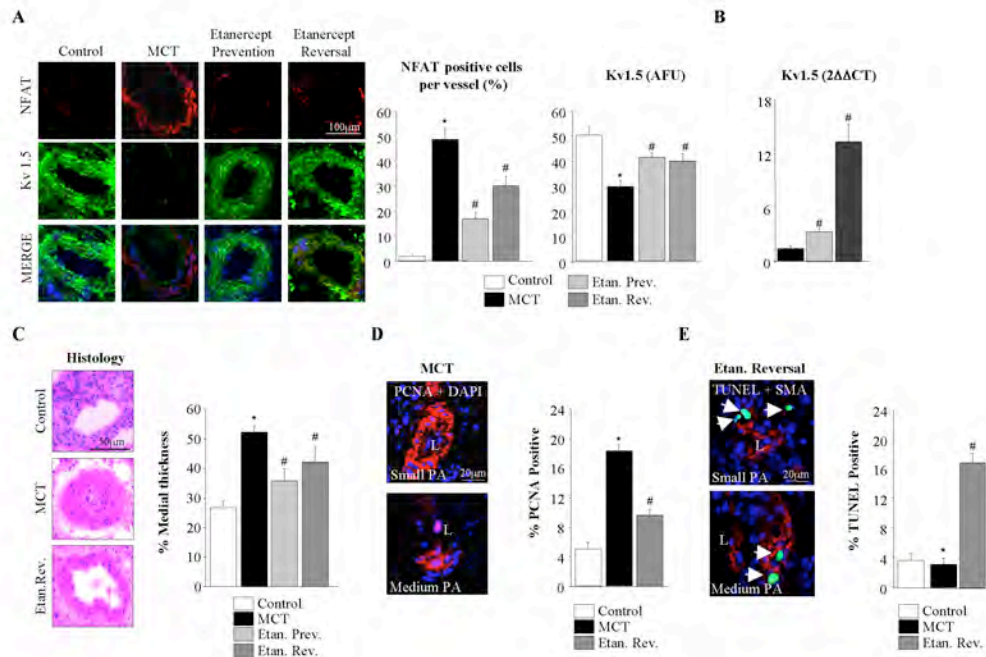 A
Control
MCT
Etanercept
Prevention
Etanercept
Reversal
NFAT
100μm
Kv 1.5
MERGE
NFAT positive cells
per vessel (%)
60
50
40
30
20
10
0
*
#
#
Kv1.5 (AFU)
60
50
40
30
20
10
0
*
#
#
Control
MCT
Etan. Prev.
Etan. Rev.
B
Kv1.5 (2ΔΔCT)
18
12
6
0
#
#
C
Histology
Control
50μm
MCT
Etan.Rev.
% Medial thickness
60
50
40
30
20
10
0
*
#
#
Control
MCT
Etan. Prev.
Etan. Rev.
D
MCT
PCNA + DAPI
L
Small PA
20μm
L
Medium PA
% PCNA Positive
24
20
16
12
8
4
0
*
#
Control
MCT
Etan. Rev.
E
Etan. Reversal
TUNEL + SMA
L
Small PA
20μm
L
Medium PA
% TUNEL Positive
24
20
16
12
8
4
0
*
#
Control
MCT
Etan. Rev.